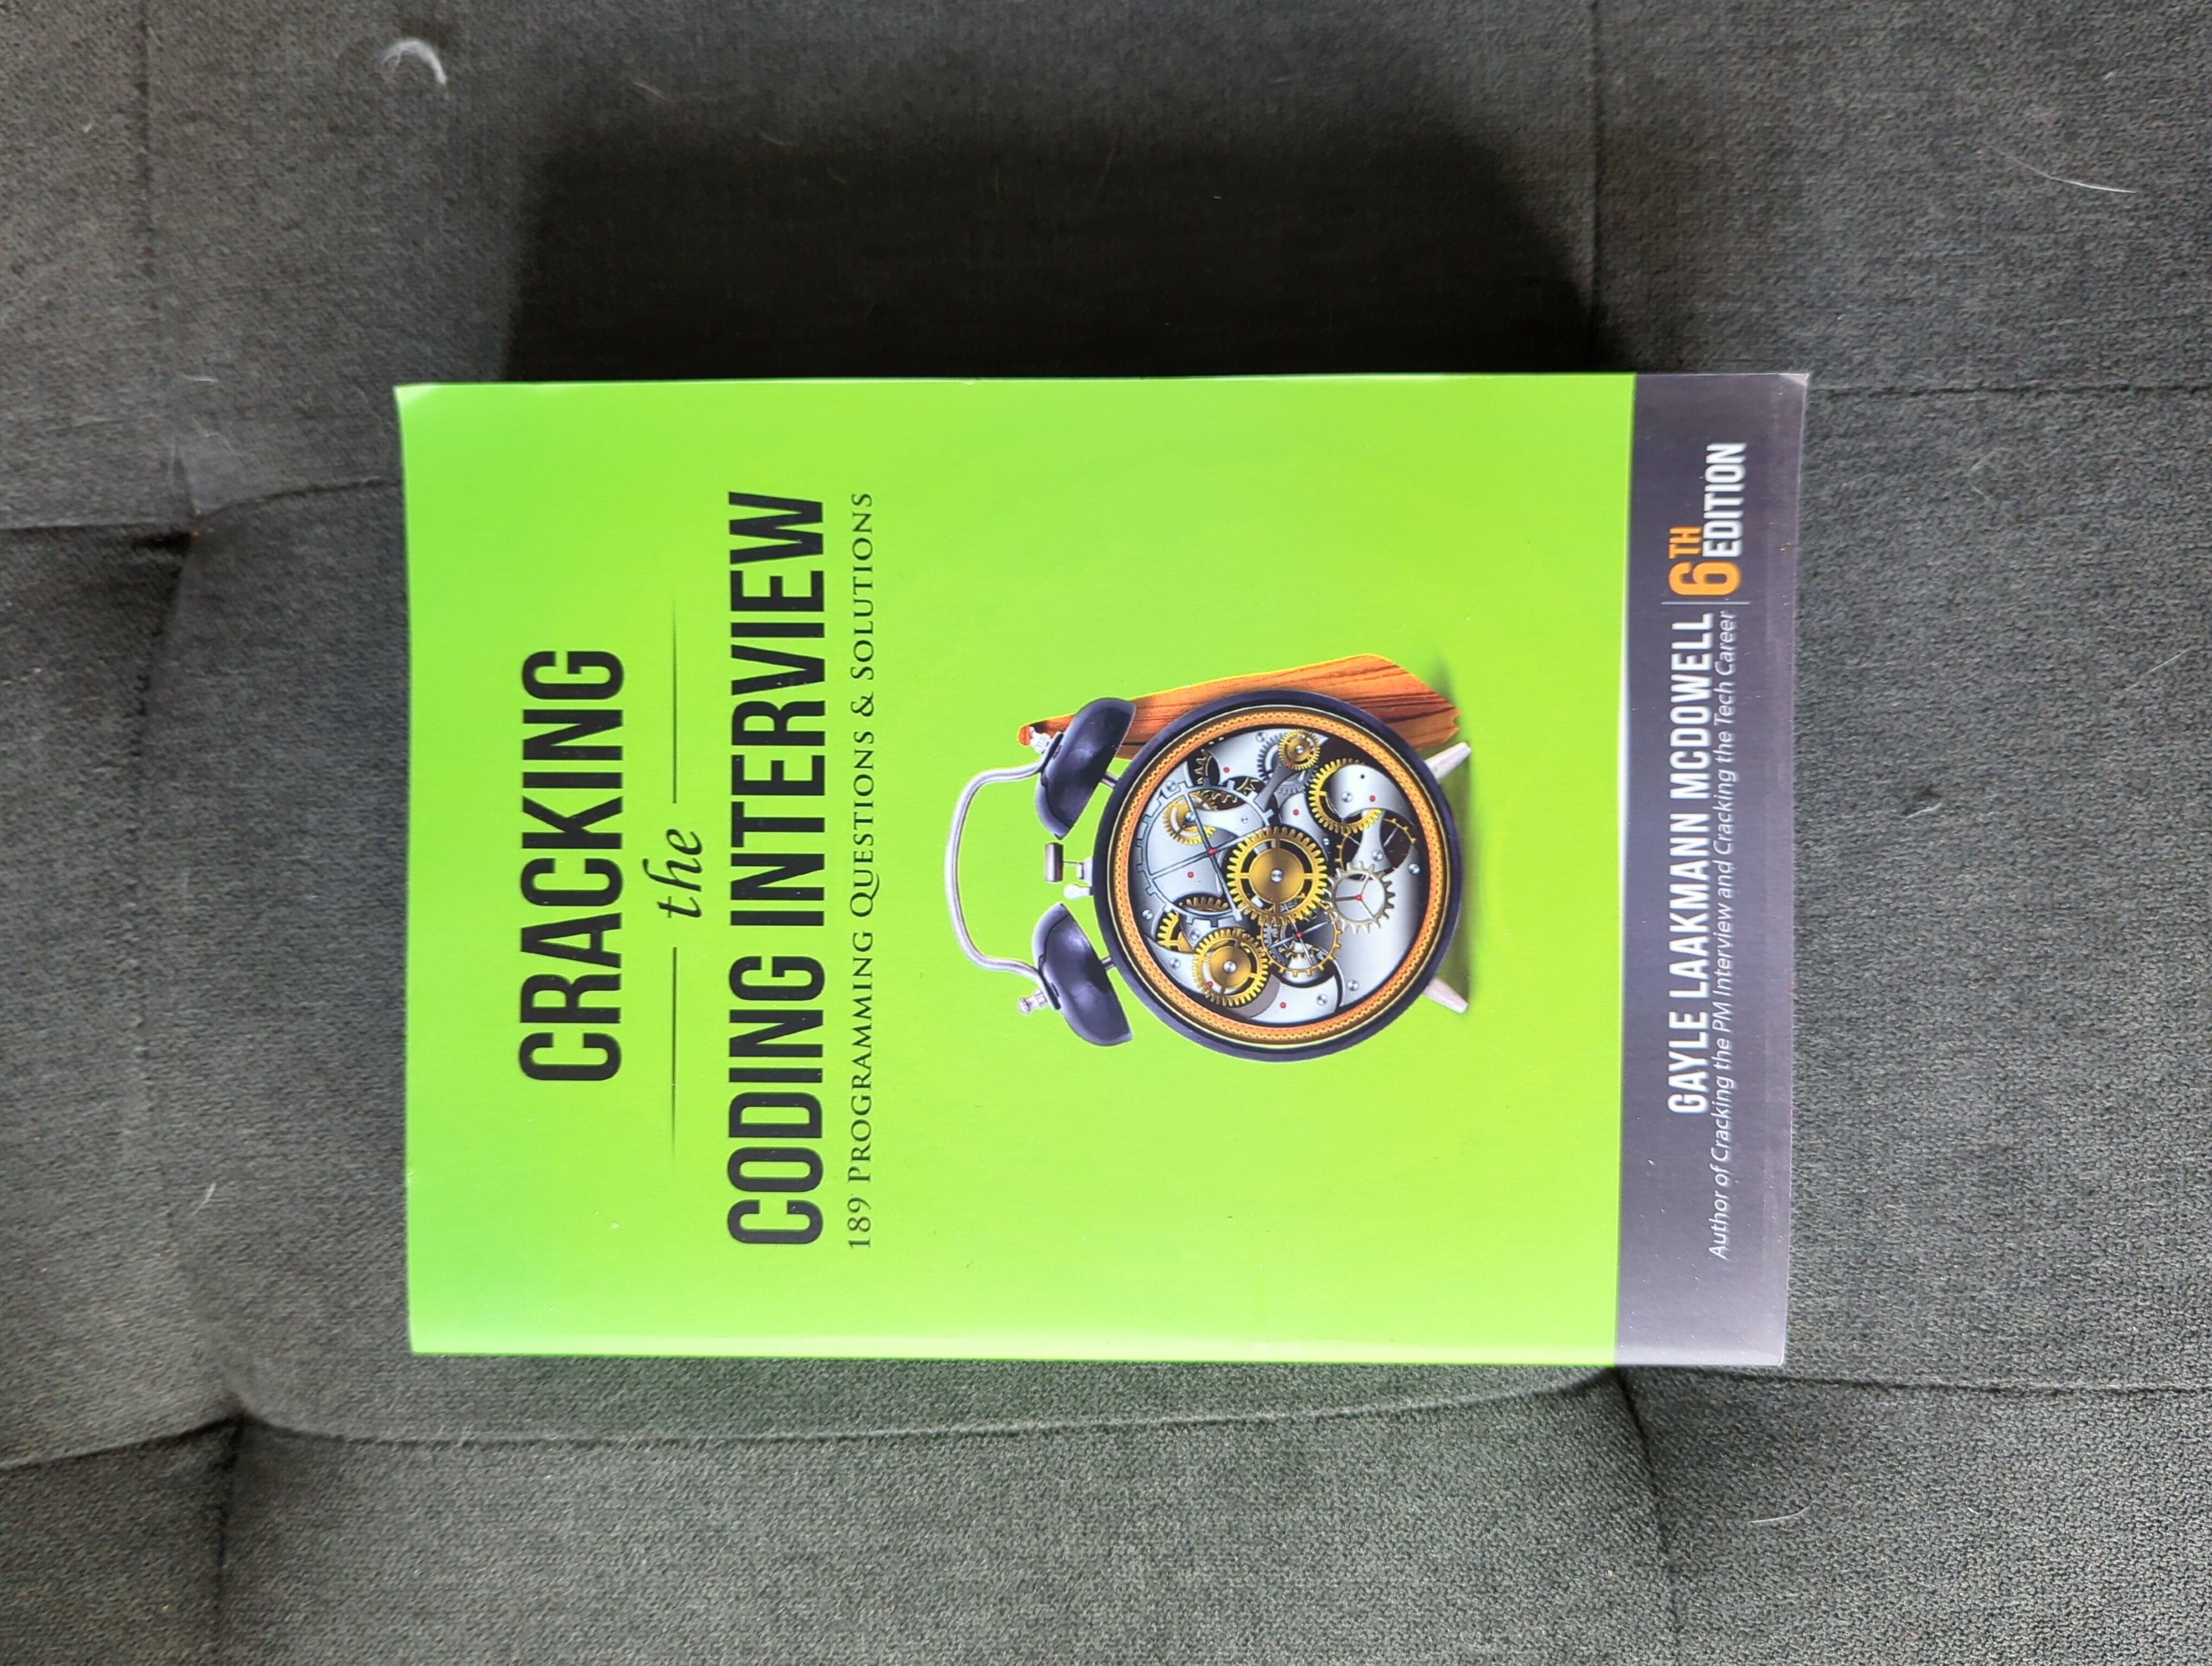 CRACKING
the
CODING INTERVIEW
189 PROGRAMMING QUESTIONS & SOLUTIONS
GAYLE LAAKMANN MCDOWELL
Author of Cracking the PM Interview and Cracking the Tech Career
6TH
EDITION